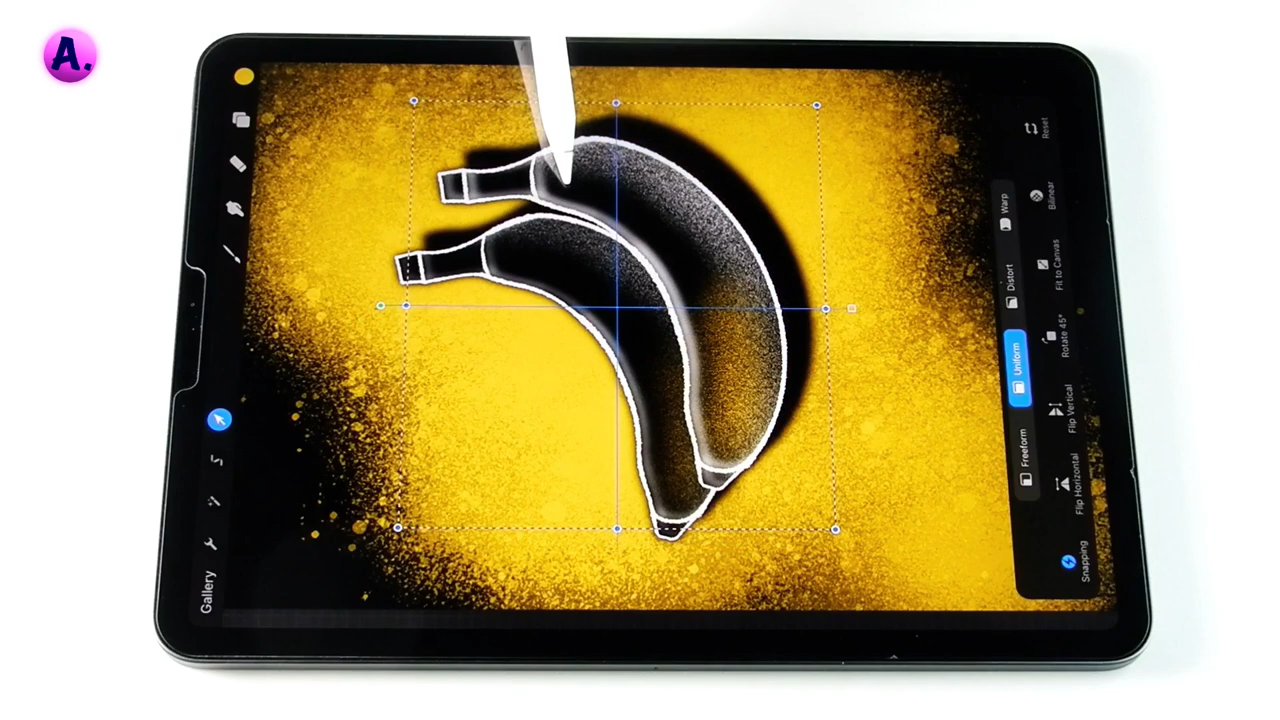 A.
Gallery
Freeform
Uniform
Distort
Warp
Snapping
Flip Horizontal
Flip Vertical
Rotate 45°
Fit to Canvas
Bilinear
Reset